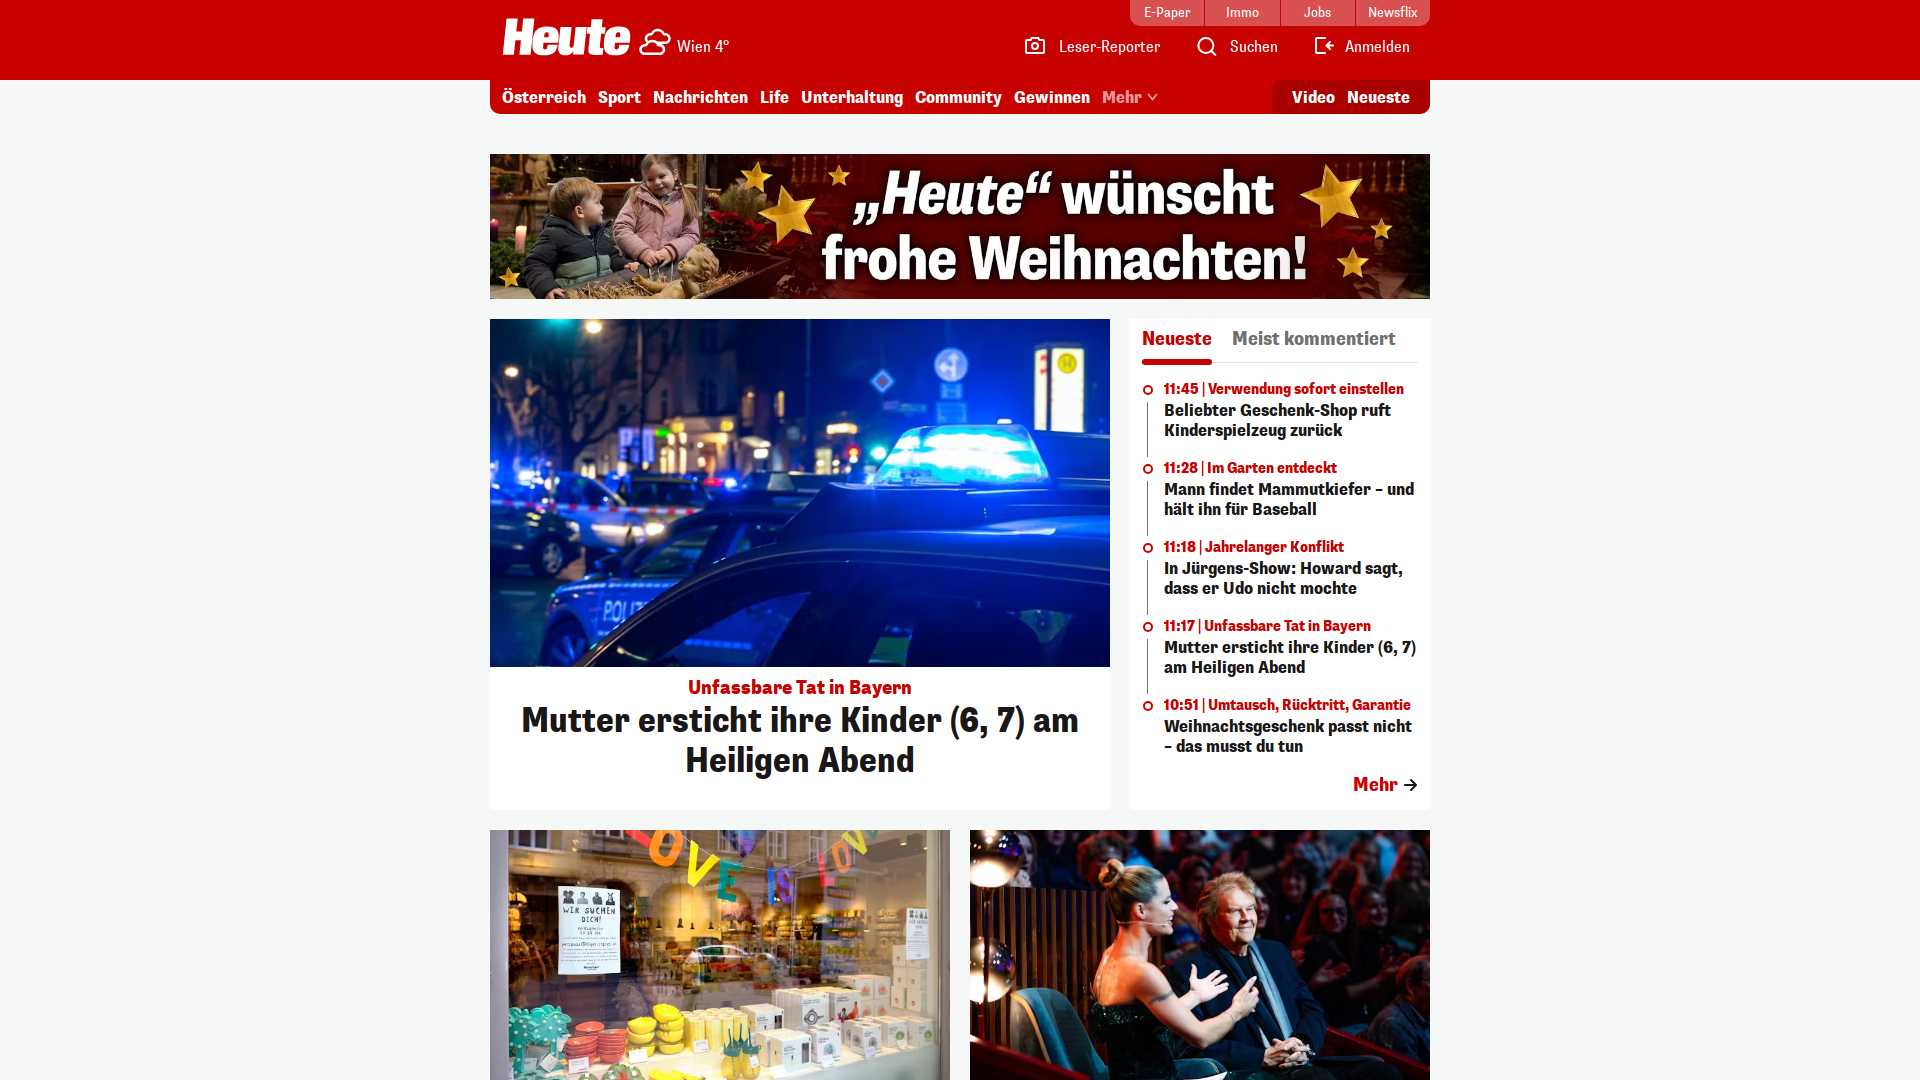 E-Paper
Immo
Jobs
Newsflix
Heute
Wien 4°
Leser-Reporter
Suchen
Anmelden
Österreich
Sport
Nachrichten
Life
Unterhaltung
Community
Gewinnen
Mehr
Video
Neueste
„Heute“ wünscht
frohe Weihnachten!
POLIZ
Unfassbare Tat in Bayern
Mutter ersticht ihre Kinder (6, 7) am
Heiligen Abend
Neueste
Meist kommentiert
11:45 | Verwendung sofort einstellen
Beliebter Geschenk-Shop ruft
Kinderspielzeug zurück
11:28 | Im Garten entdeckt
Mann findet Mammutkiefer – und
hält ihn für Baseball
11:18 | Jahrelanger Konflikt
In Jürgens-Show: Howard sagt,
dass er Udo nicht mochte
11:17 | Unfassbare Tat in Bayern
Mutter ersticht ihre Kinder (6, 7)
am Heiligen Abend
10:51 | Umtausch, Rücktritt, Garantie
Weihnachtsgeschenk passt nicht
– das musst du tun
Mehr
LOVE IS LOV
WIR SUCHEN
DICH!